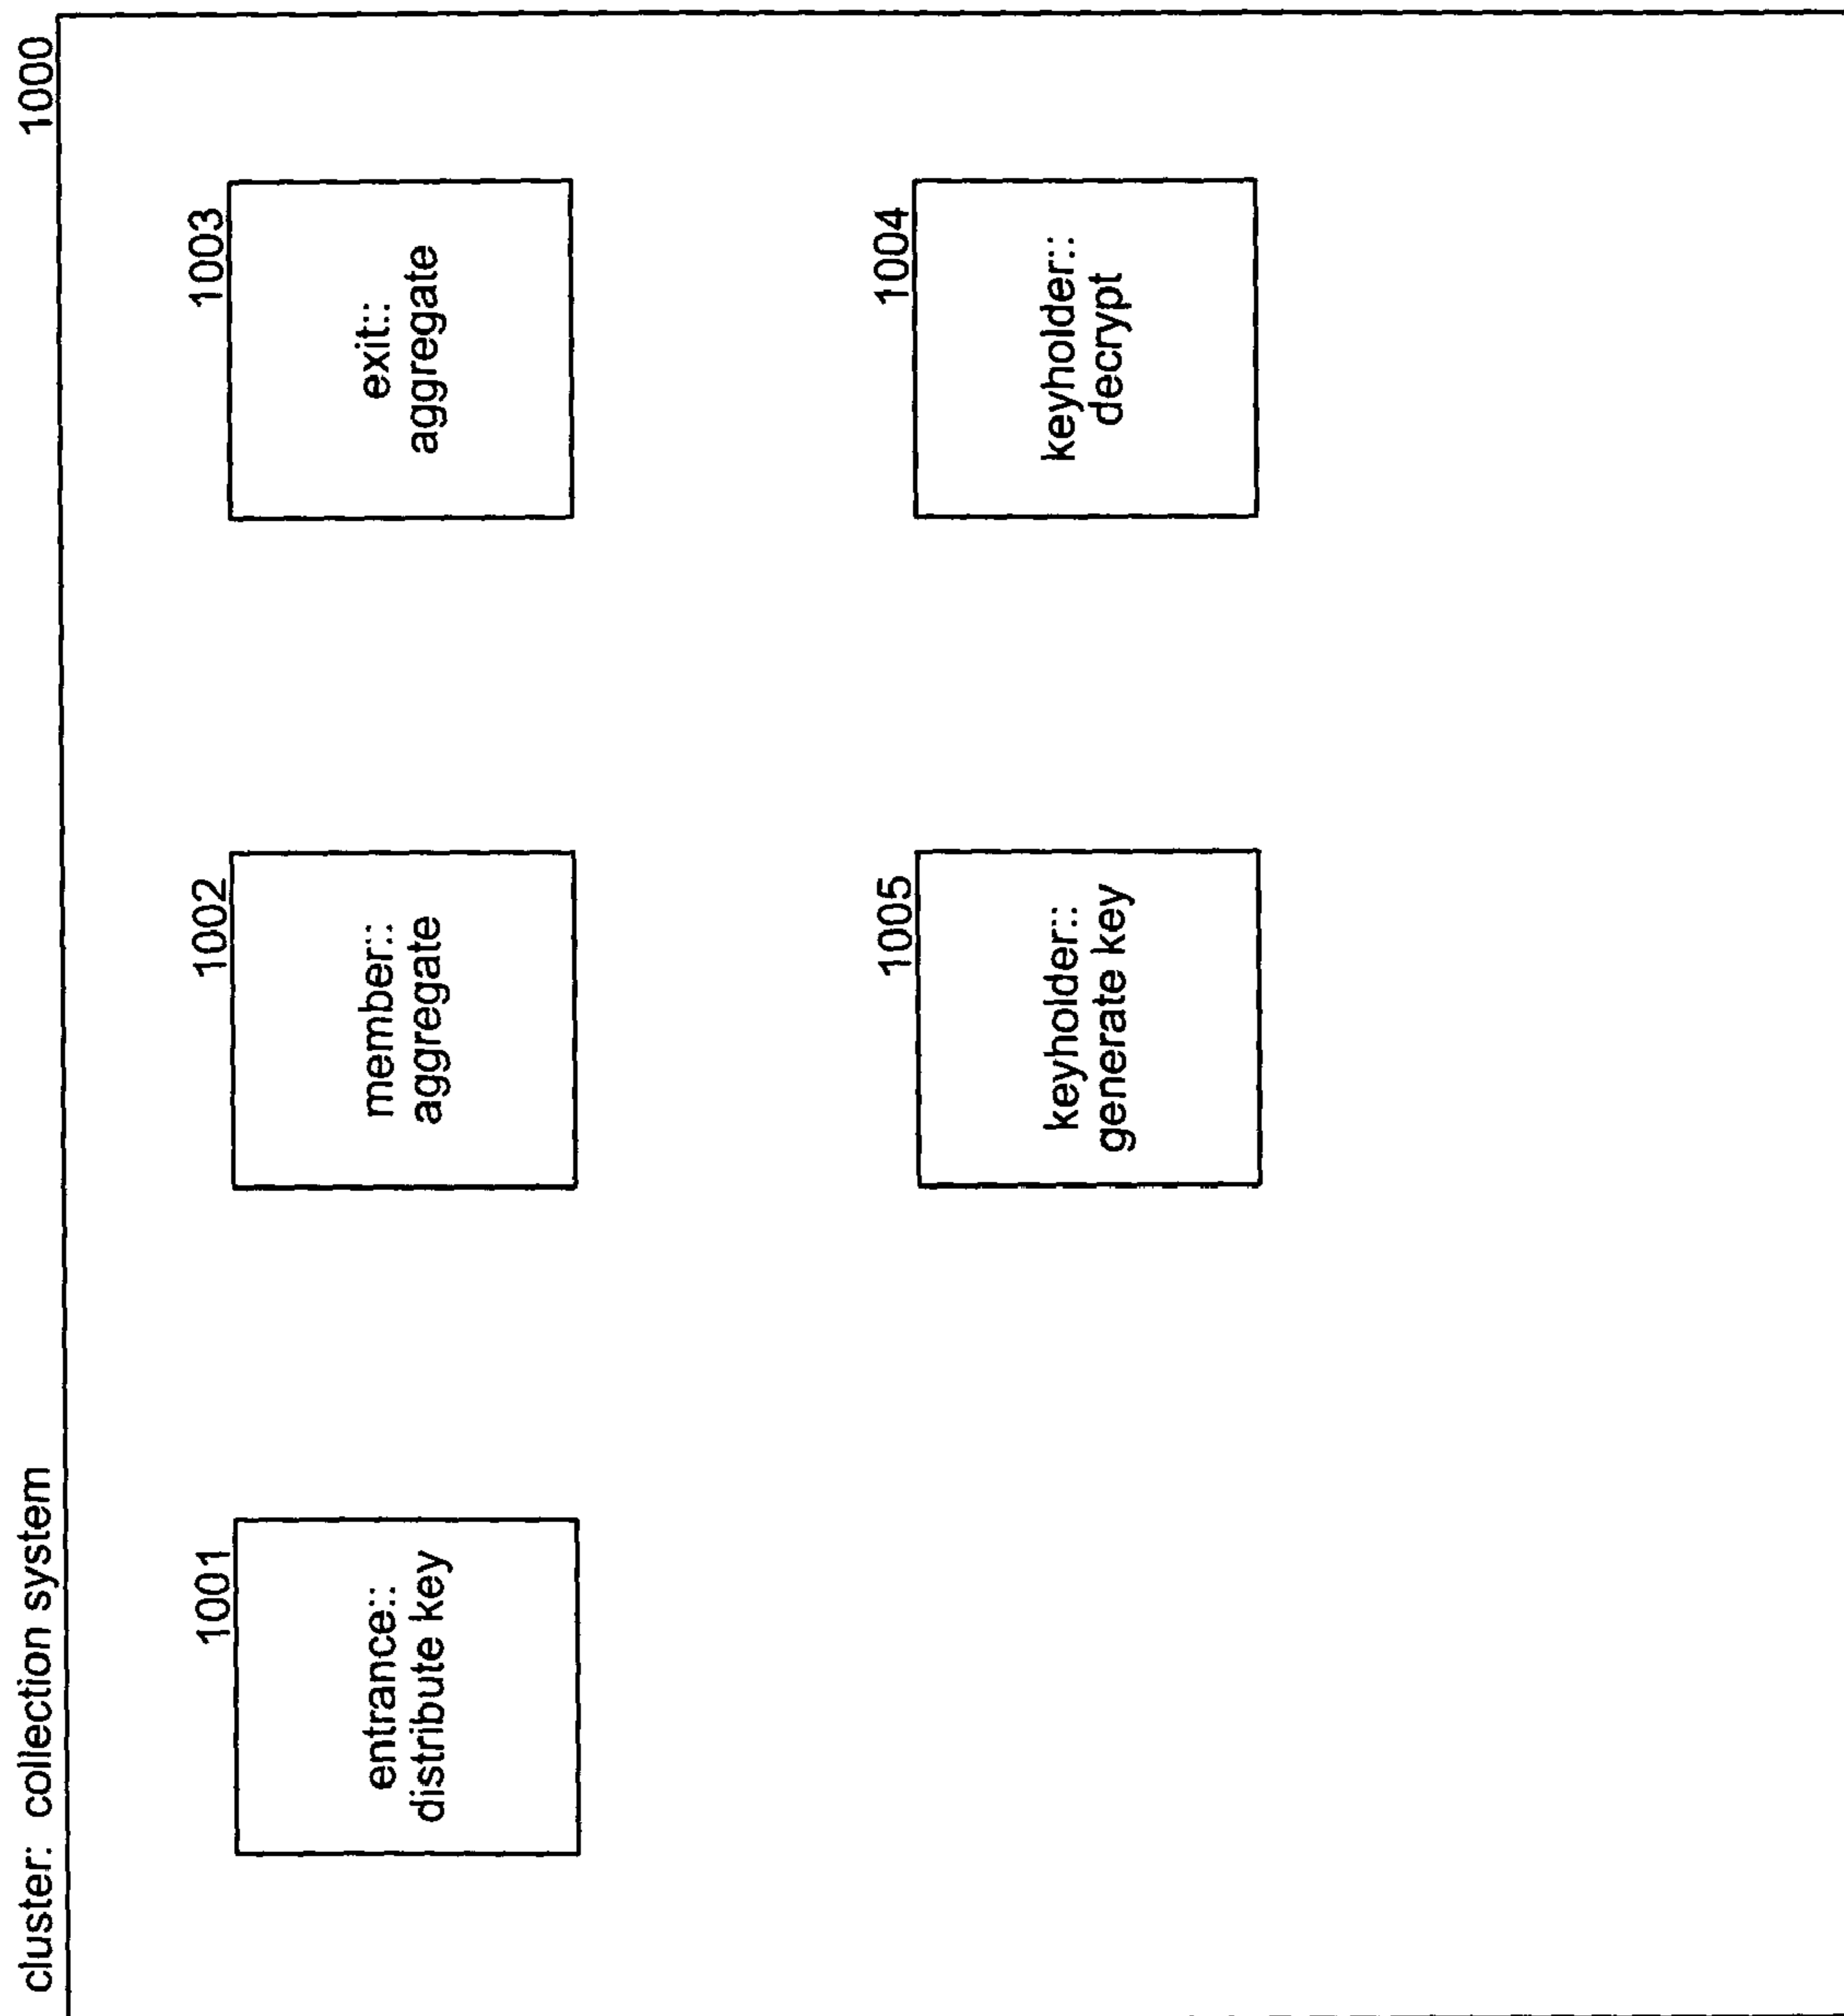 cluster: collection system
1000
1001
entrance::
distribute key
1002
member::
aggregate
1003
exit::
aggregate
1005
keyholder::
generate key
1004
keyholder::
decrypt